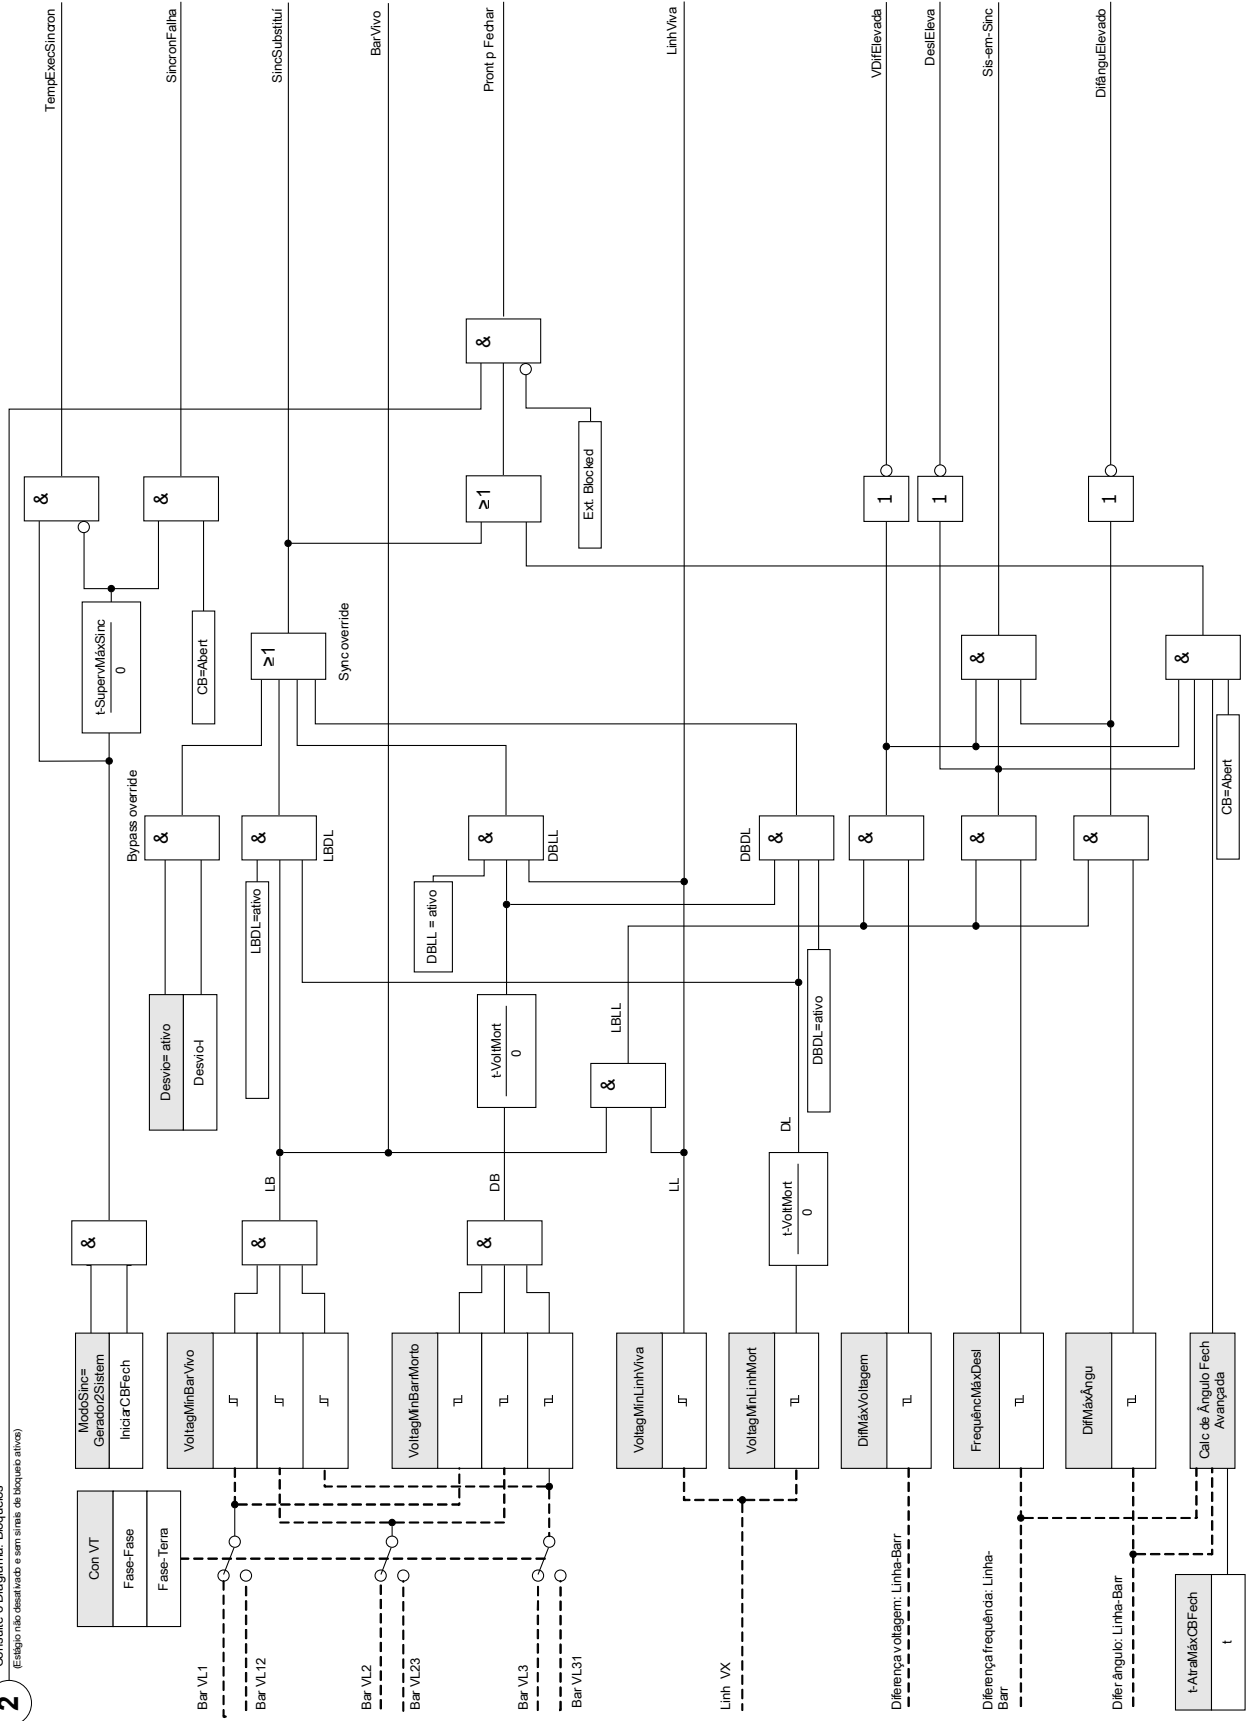 2
Consulte o Diagrama: Bloqueios
(Estágio não desativado e sem sinais de bloqueio ativos)
Con VT
Fase-Fase
Fase-Terra
Bar VL1
Bar VL12
Bar VL2
Bar VL23
Bar VL3
Bar VL31
Linh VX
Diferença voltagem: Linha-Barr
Diferença frequência: Linha-
Barr
Difer ângulo: Linha-Barr
t-AtraMáxCBFech
t
ModoSinc=
Gerador2Sistem
IniciarCBFech
VoltagMinBarVivo
VoltagMinBarrMorto
VoltagMinLinhViva
VoltagMinLinhMort
DifMáxVoltagem
FrequêncMáxDesl
DifMáxÂngu
Calc de Ângulo Fech
Avançada
&
&
&
LB
DB
LL
DL
t-VoltMort
0
Desvio= ativo
Desvio-I
t-VoltMort
0
&
LBLL
LBDL=ativo
DBLL = ativo
DBDL=ativo
CB=Abert
Bypass override
&
&
LBDL
&
DBLL
DBDL
&
&
&
&
t-SupervMáxSinc
0
CB=Abert
≥1
Sync override
&
&
&
&
≥1
Ext. Blocked
1
1
1
&
TempExecSincron
SincronFalha
SincSubstituí
BarVivo
Pront p Fechar
LinhViva
VDifElevada
DeslEleva
Sis-em-Sinc
DifânguElevado